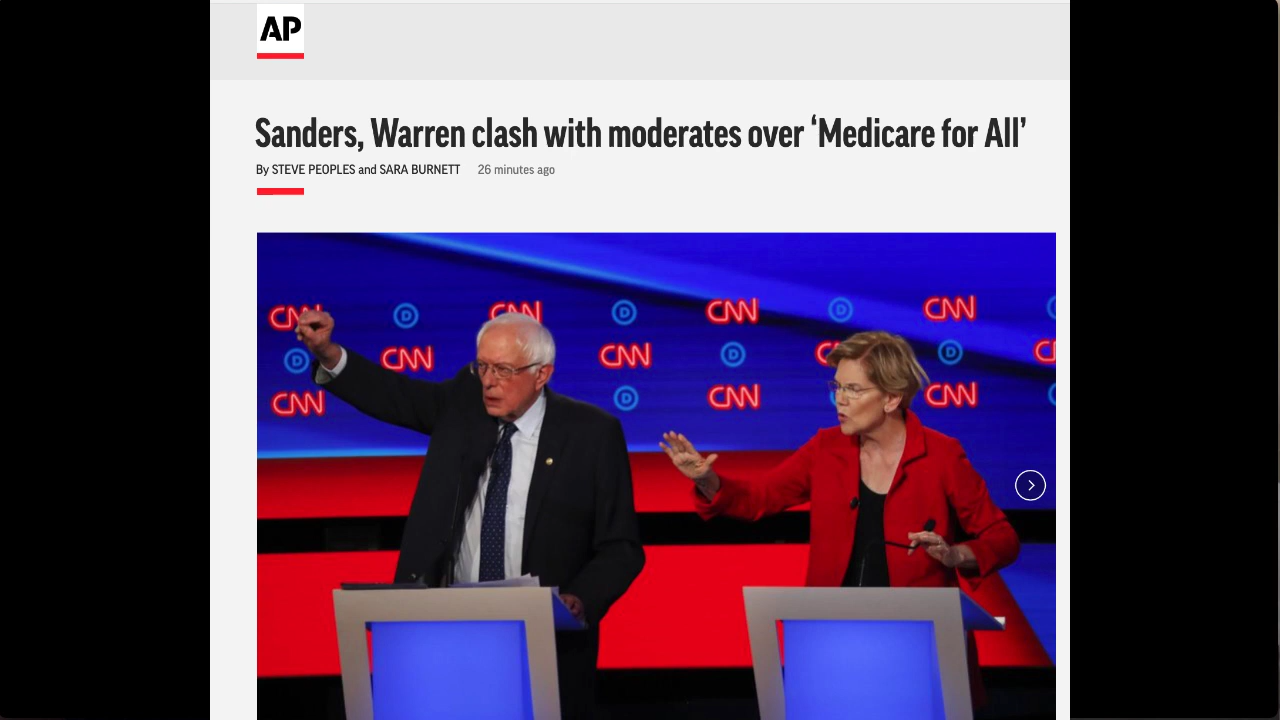 AP
Sanders, Warren clash with moderates over ‘Medicare for All’
By STEVE PEOPLES and SARA BURNETT 26 minutes ago
CNN D CNN D CNN D CNN
D CNN CNN D D
CNN D CNN CNN